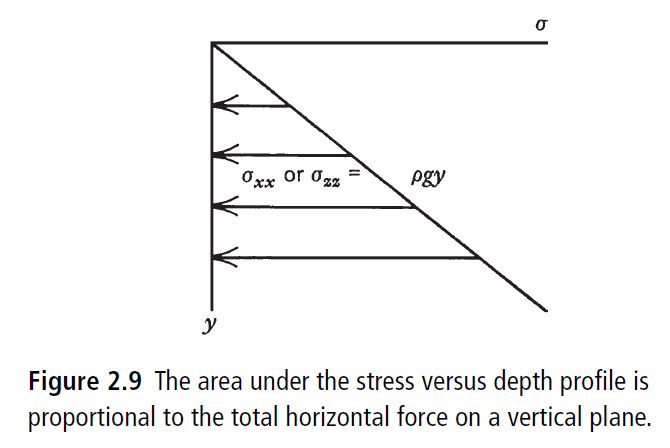 σ
σxx or σzz = ρgy
y
Figure 2.9 The area under the stress versus depth profile is
proportional to the total horizontal force on a vertical plane.